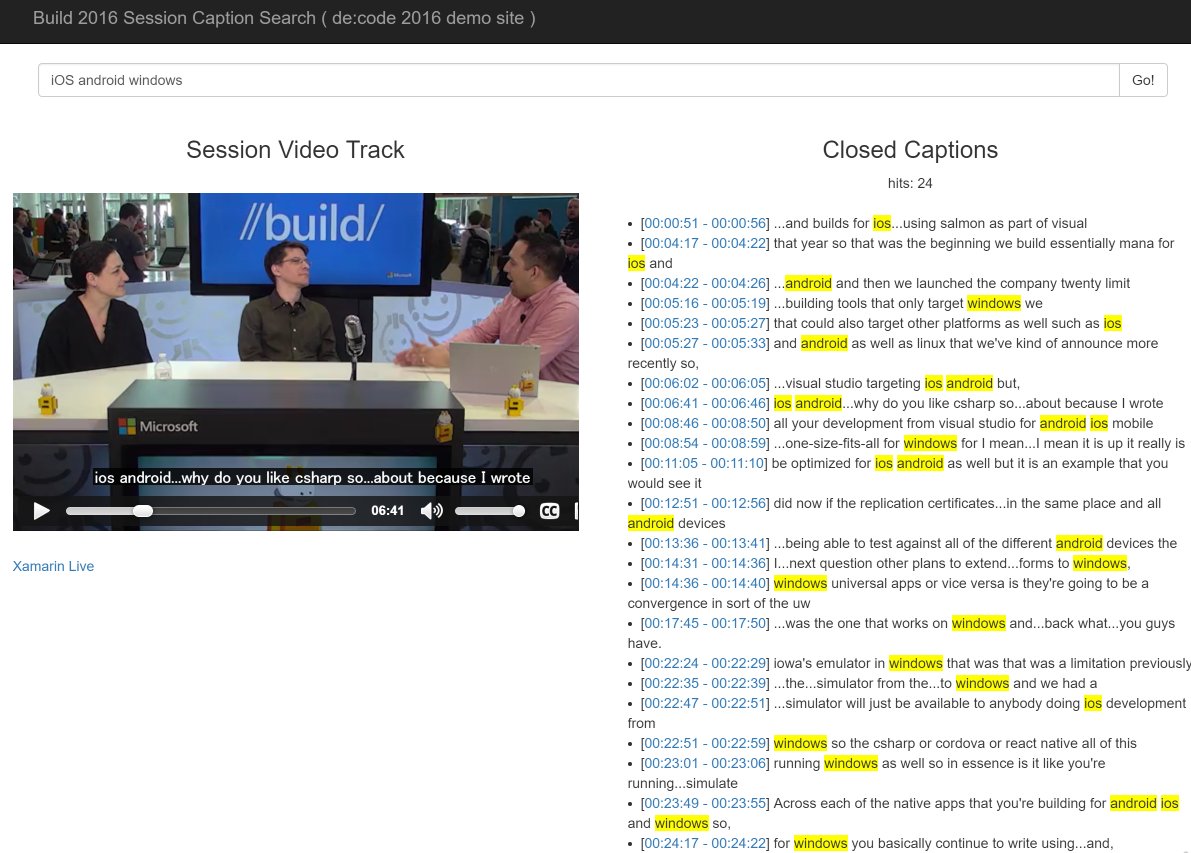 Build 2016 Session Caption Search ( de:code 2016 demo site )
iOS android windows
Go!
Session Video Track
//build/
Microsoft
Microsoft
ios android...why do you like csharp so...about because I wrote
06:41
CC
Xamarin Live
Closed Captions
hits: 24
• [00:00:51 - 00:00:56] ...and builds for ios...using salmon as part of visual
• [00:04:17 - 00:04:22] that year so that was the beginning we build essentially mana for
ios and
• [00:04:22 - 00:04:26] ...android and then we launched the company twenty limit
• [00:05:16 - 00:05:19] ...building tools that only target windows we
• [00:05:23 - 00:05:27] that could also target other platforms as well such as ios
• [00:05:27 - 00:05:33] and android as well as linux that we've kind of announce more
recently so,
• [00:06:02 - 00:06:05] ...visual studio targeting ios android but,
• [00:06:41 - 00:06:46] ios android...why do you like csharp so...about because I wrote
• [00:08:46 - 00:08:50] all your development from visual studio for android ios mobile
• [00:08:54 - 00:08:59] ...one-size-fits-all for windows for I mean...I mean it is up it really is
• [00:11:05 - 00:11:10] be optimized for ios android as well but it is an example that you
would see it
• [00:12:51 - 00:12:56] did now if the replication certificates...in the same place and all
android devices
• [00:13:36 - 00:13:41] ...being able to test against all of the different android devices the
• [00:14:31 - 00:14:36] I...next question other plans to extend...forms to windows,
• [00:14:36 - 00:14:40] windows universal apps or vice versa is they're going to be a
convergence in sort of the uw
• [00:17:45 - 00:17:50] ...was the one that works on windows and...back what...you guys
have.
• [00:22:24 - 00:22:29] iowa's emulator in windows that was that was a limitation previously
• [00:22:35 - 00:22:39] ...the...simulator from the...to windows and we had a
• [00:22:47 - 00:22:51] ...simulator will just be available to anybody doing ios development
from
• [00:22:51 - 00:22:59] windows so the csharp or cordova or react native all of this
• [00:23:01 - 00:23:06] running windows as well so in essence is it like you're
running...simulate
• [00:23:49 - 00:23:55] Across each of the native apps that you're building for android ios
and windows so,
• [00:24:17 - 00:24:22] for windows you basically continue to write using...and,